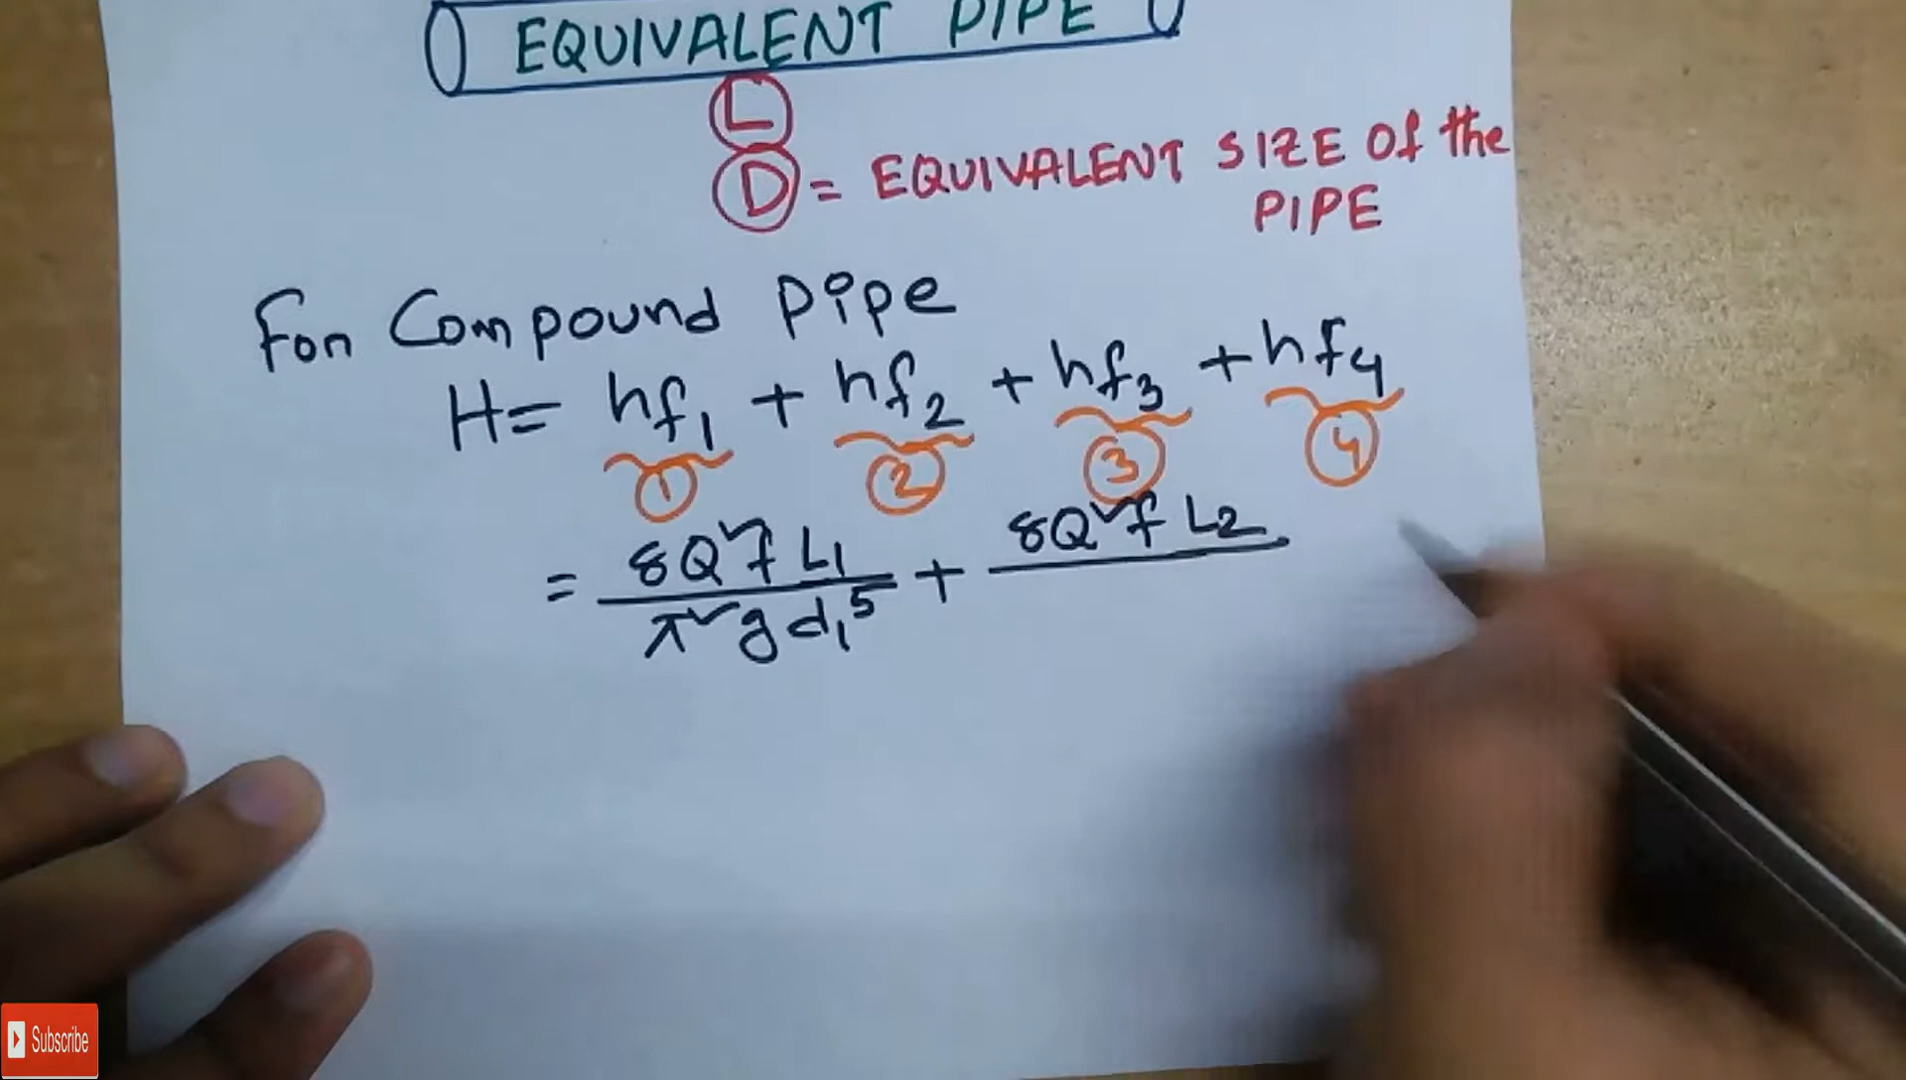 EQUIVALENT PIPE
L
D = EQUIVALENT SIZE Of the
PIPE
For Compound Pipe
H = hf₁ + hf₂ + hf₃ + hf₄
① ② ③ ④
= 8Q²f L₁ / π²g d₁⁵ + 8Q²f L₂
Subscribe